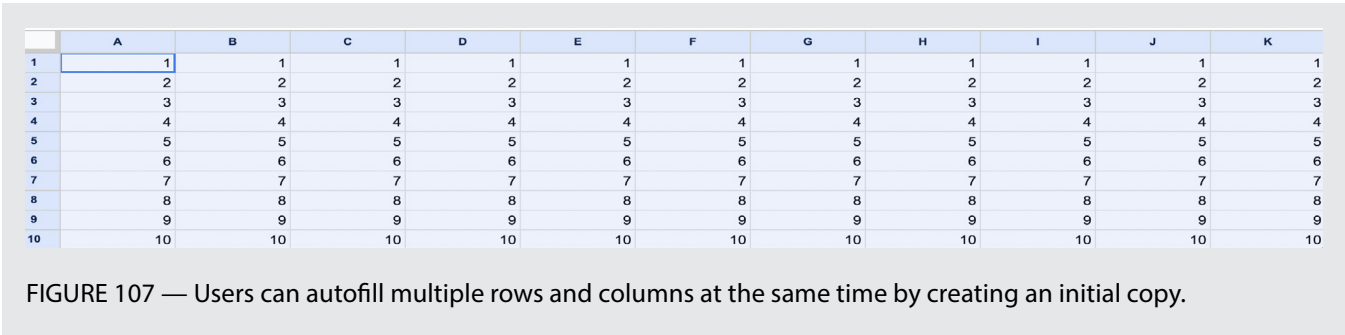 A B C D E F G H I J K
1 1 1 1 1 1 1 1 1 1 1 1
2 2 2 2 2 2 2 2 2 2 2 2
3 3 3 3 3 3 3 3 3 3 3 3
4 4 4 4 4 4 4 4 4 4 4 4
5 5 5 5 5 5 5 5 5 5 5 5
6 6 6 6 6 6 6 6 6 6 6 6
7 7 7 7 7 7 7 7 7 7 7 7
8 8 8 8 8 8 8 8 8 8 8 8
9 9 9 9 9 9 9 9 9 9 9 9
10 10 10 10 10 10 10 10 10 10 10 10
FIGURE 107 — Users can autofill multiple rows and columns at the same time by creating an initial copy.